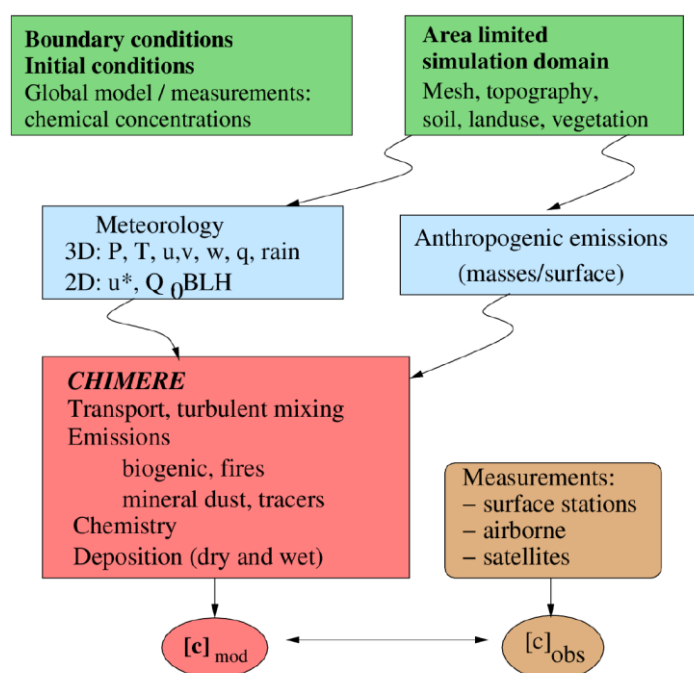 Boundary conditions
Initial conditions
Global model / measurements:
chemical concentrations
Area limited
simulation domain
Mesh, topography,
soil, landuse, vegetation
Meteorology
3D: P, T, u,v, w, q, rain
2D: u*, Q 0BLH
Anthropogenic emissions
(masses/surface)
CHIMERE
Transport, turbulent mixing
Emissions
biogenic, fires
mineral dust, tracers
Chemistry
Deposition (dry and wet)
Measurements:
– surface stations
– airborne
– satellites
[c] mod
[c]obs